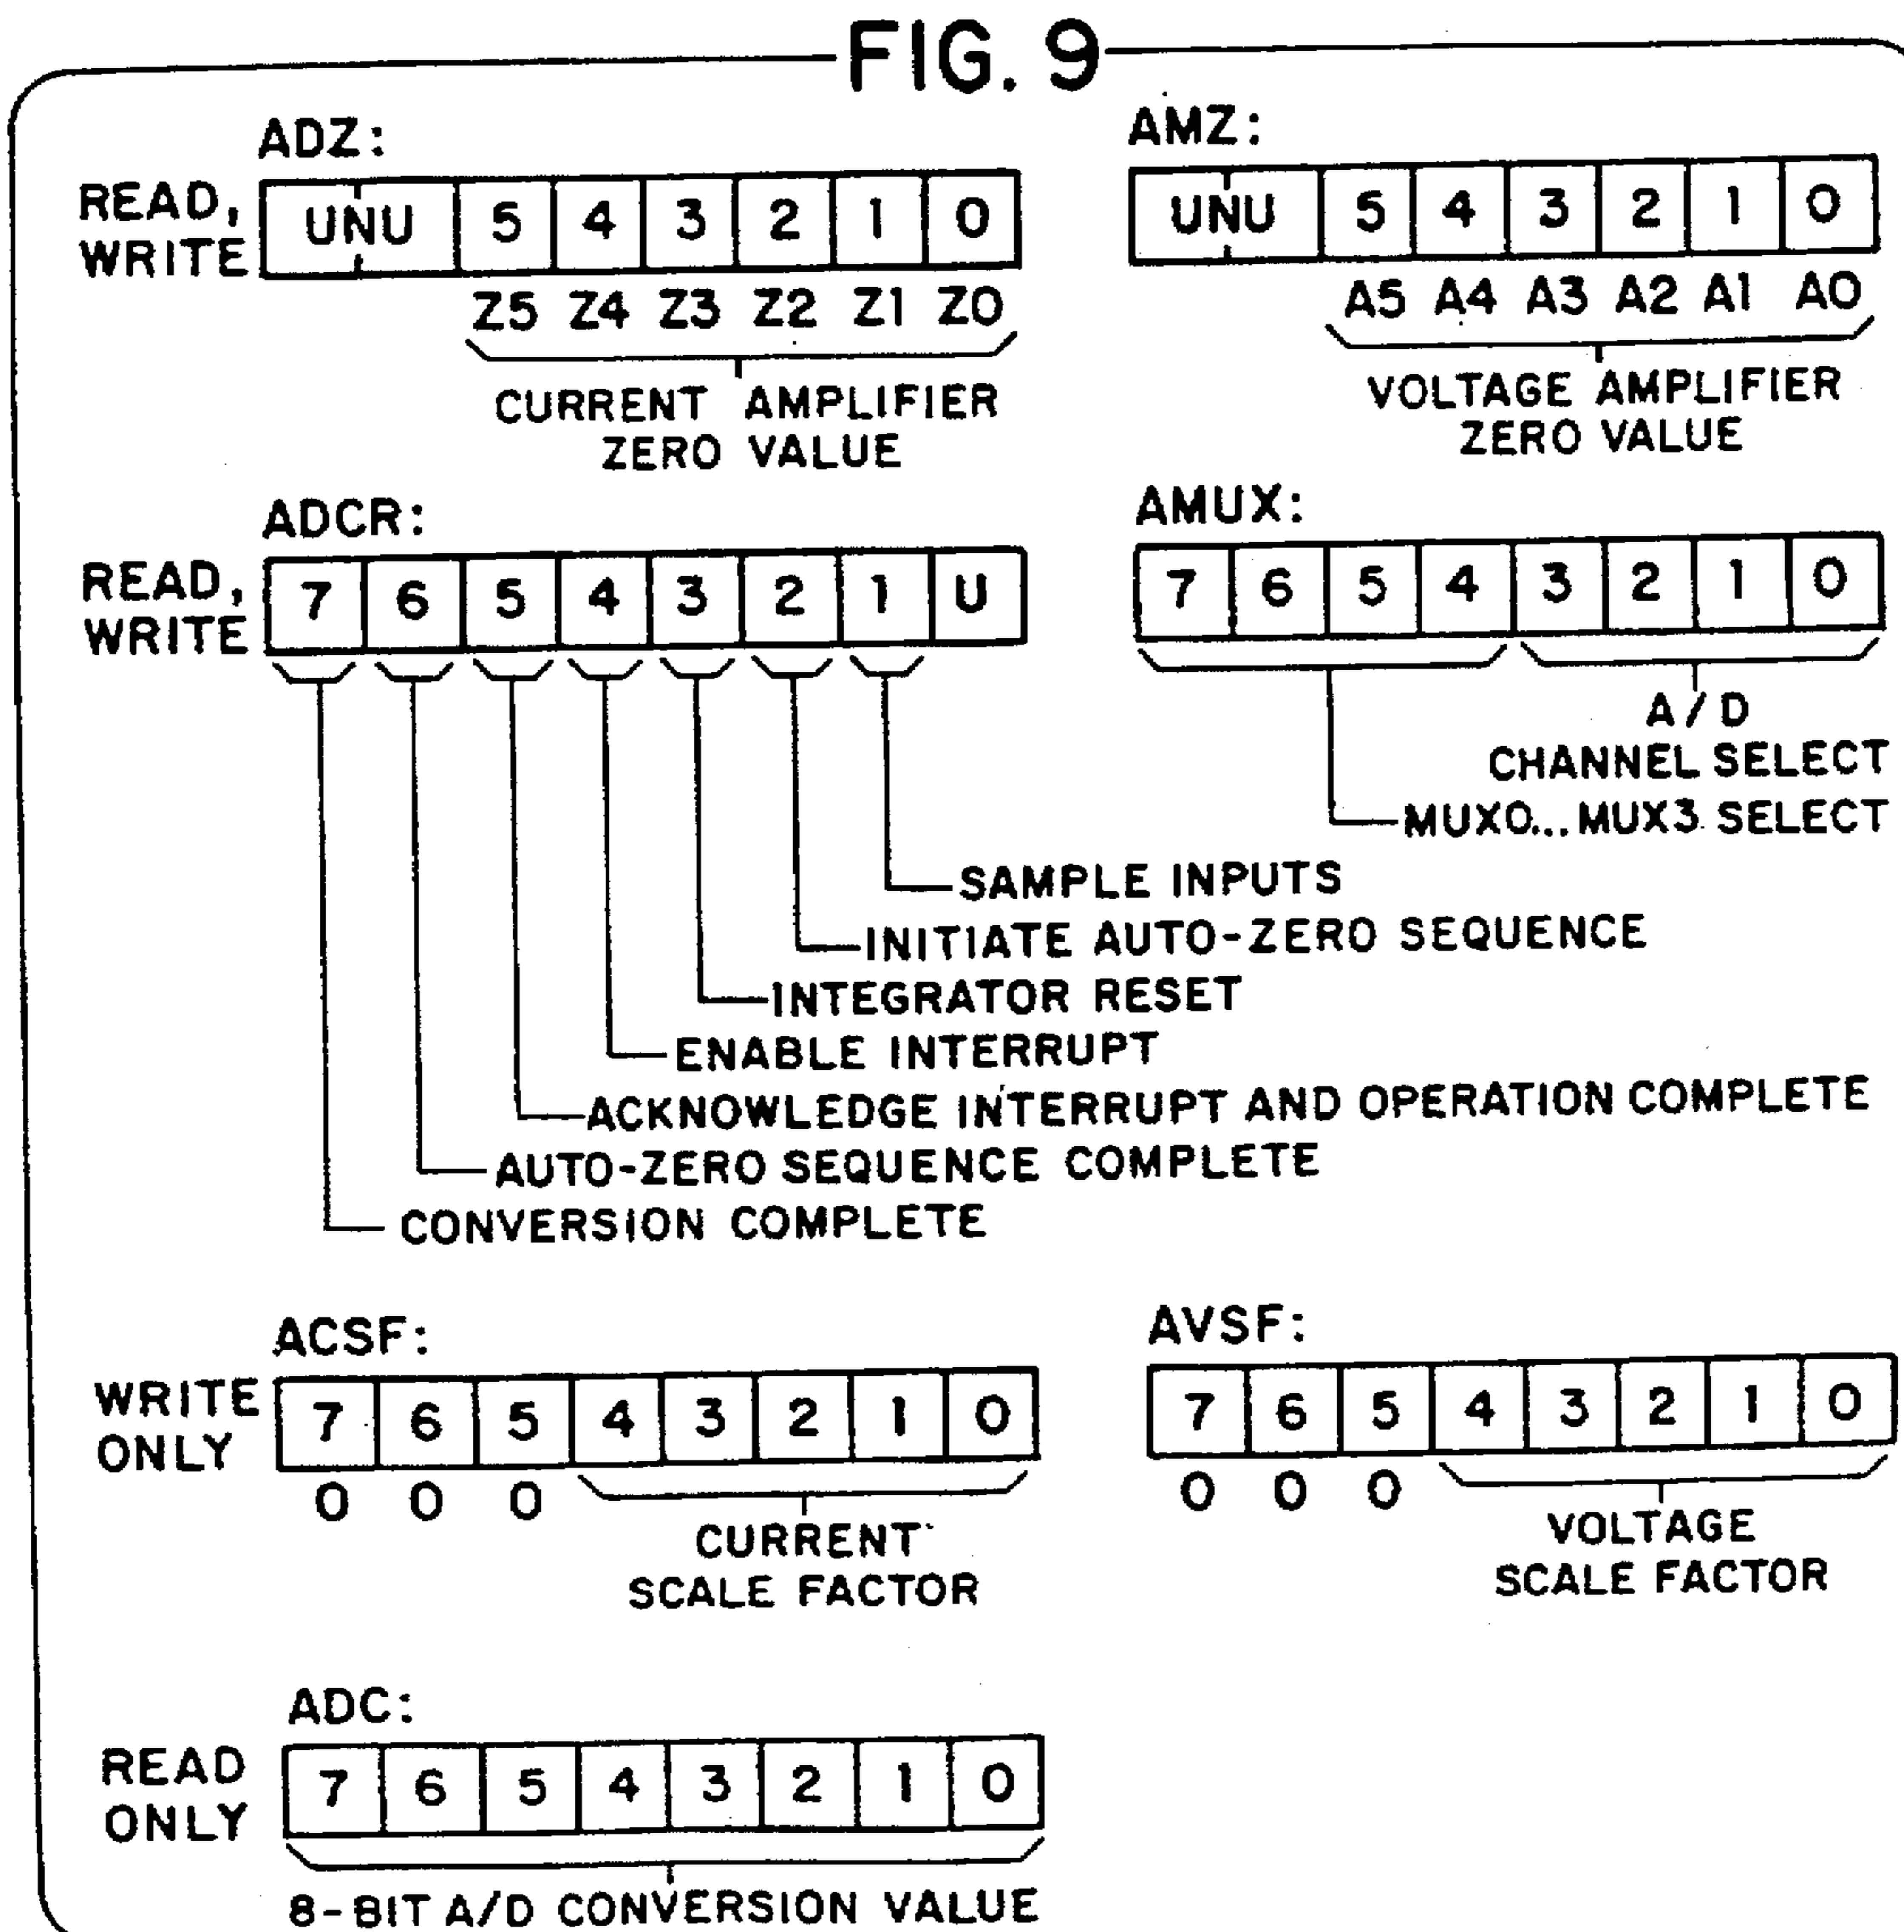 FIG. 9
ADZ:
READ,
WRITE
UNU 5 4 3 2 1 0
Z5 Z4 Z3 Z2 Z1 Z0
CURRENT AMPLIFIER
ZERO VALUE
AMZ:
UNU 5 4 3 2 1 0
A5 A4 A3 A2 A1 A0
VOLTAGE AMPLIFIER
ZERO VALUE
ADCR:
READ,
WRITE
7 6 5 4 3 2 1 U
AMUX:
7 6 5 4 3 2 1 0
A/D
CHANNEL SELECT
MUX0... MUX3 SELECT
SAMPLE INPUTS
INITIATE AUTO-ZERO SEQUENCE
INTEGRATOR RESET
ENABLE INTERRUPT
ACKNOWLEDGE INTERRUPT AND OPERATION COMPLETE
AUTO-ZERO SEQUENCE COMPLETE
CONVERSION COMPLETE
ACSF:
WRITE
ONLY
7 6 5 4 3 2 1 0
0 0 0
CURRENT
SCALE FACTOR
AVSF:
7 6 5 4 3 2 1 0
0 0 0
VOLTAGE
SCALE FACTOR
ADC:
READ
ONLY
7 6 5 4 3 2 1 0
8-BIT A/D CONVERSION VALUE